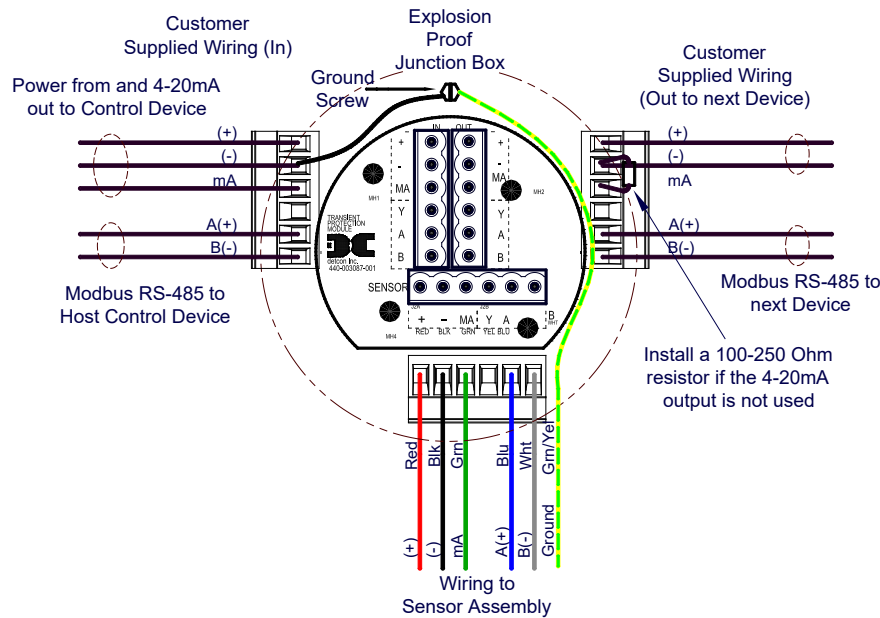 Customer
Supplied Wiring (In)
Explosion
Proof
Junction Box
Customer
Supplied Wiring
(Out to next Device)
Power from and 4-20mA
out to Control Device
Ground
Screw
(+)
(-)
mA
A(+)
B(-)
IN
OUT
+
-
MA
Y
A
B
+
-
MA
Y
A
B
MH1
MH2
TRANSIENT
PROTECTION
MODULE
detcon Inc.
440-003087-001
SENSOR
J2A
J2B
+
-
MA
Y
A
B
RED
BLK
GRN
YEL
BLU
WHT
MH4
(+)
(-)
mA
A(+)
B(-)
Modbus RS-485 to
Host Control Device
Modbus RS-485 to
next Device
Install a 100-250 Ohm
resistor if the 4-20mA
output is not used
Red
Blk
Grn
Blu
Wht
Grn/Yel
(+)
(-)
mA
A(+)
B(-)
Ground
Wiring to
Sensor Assembly